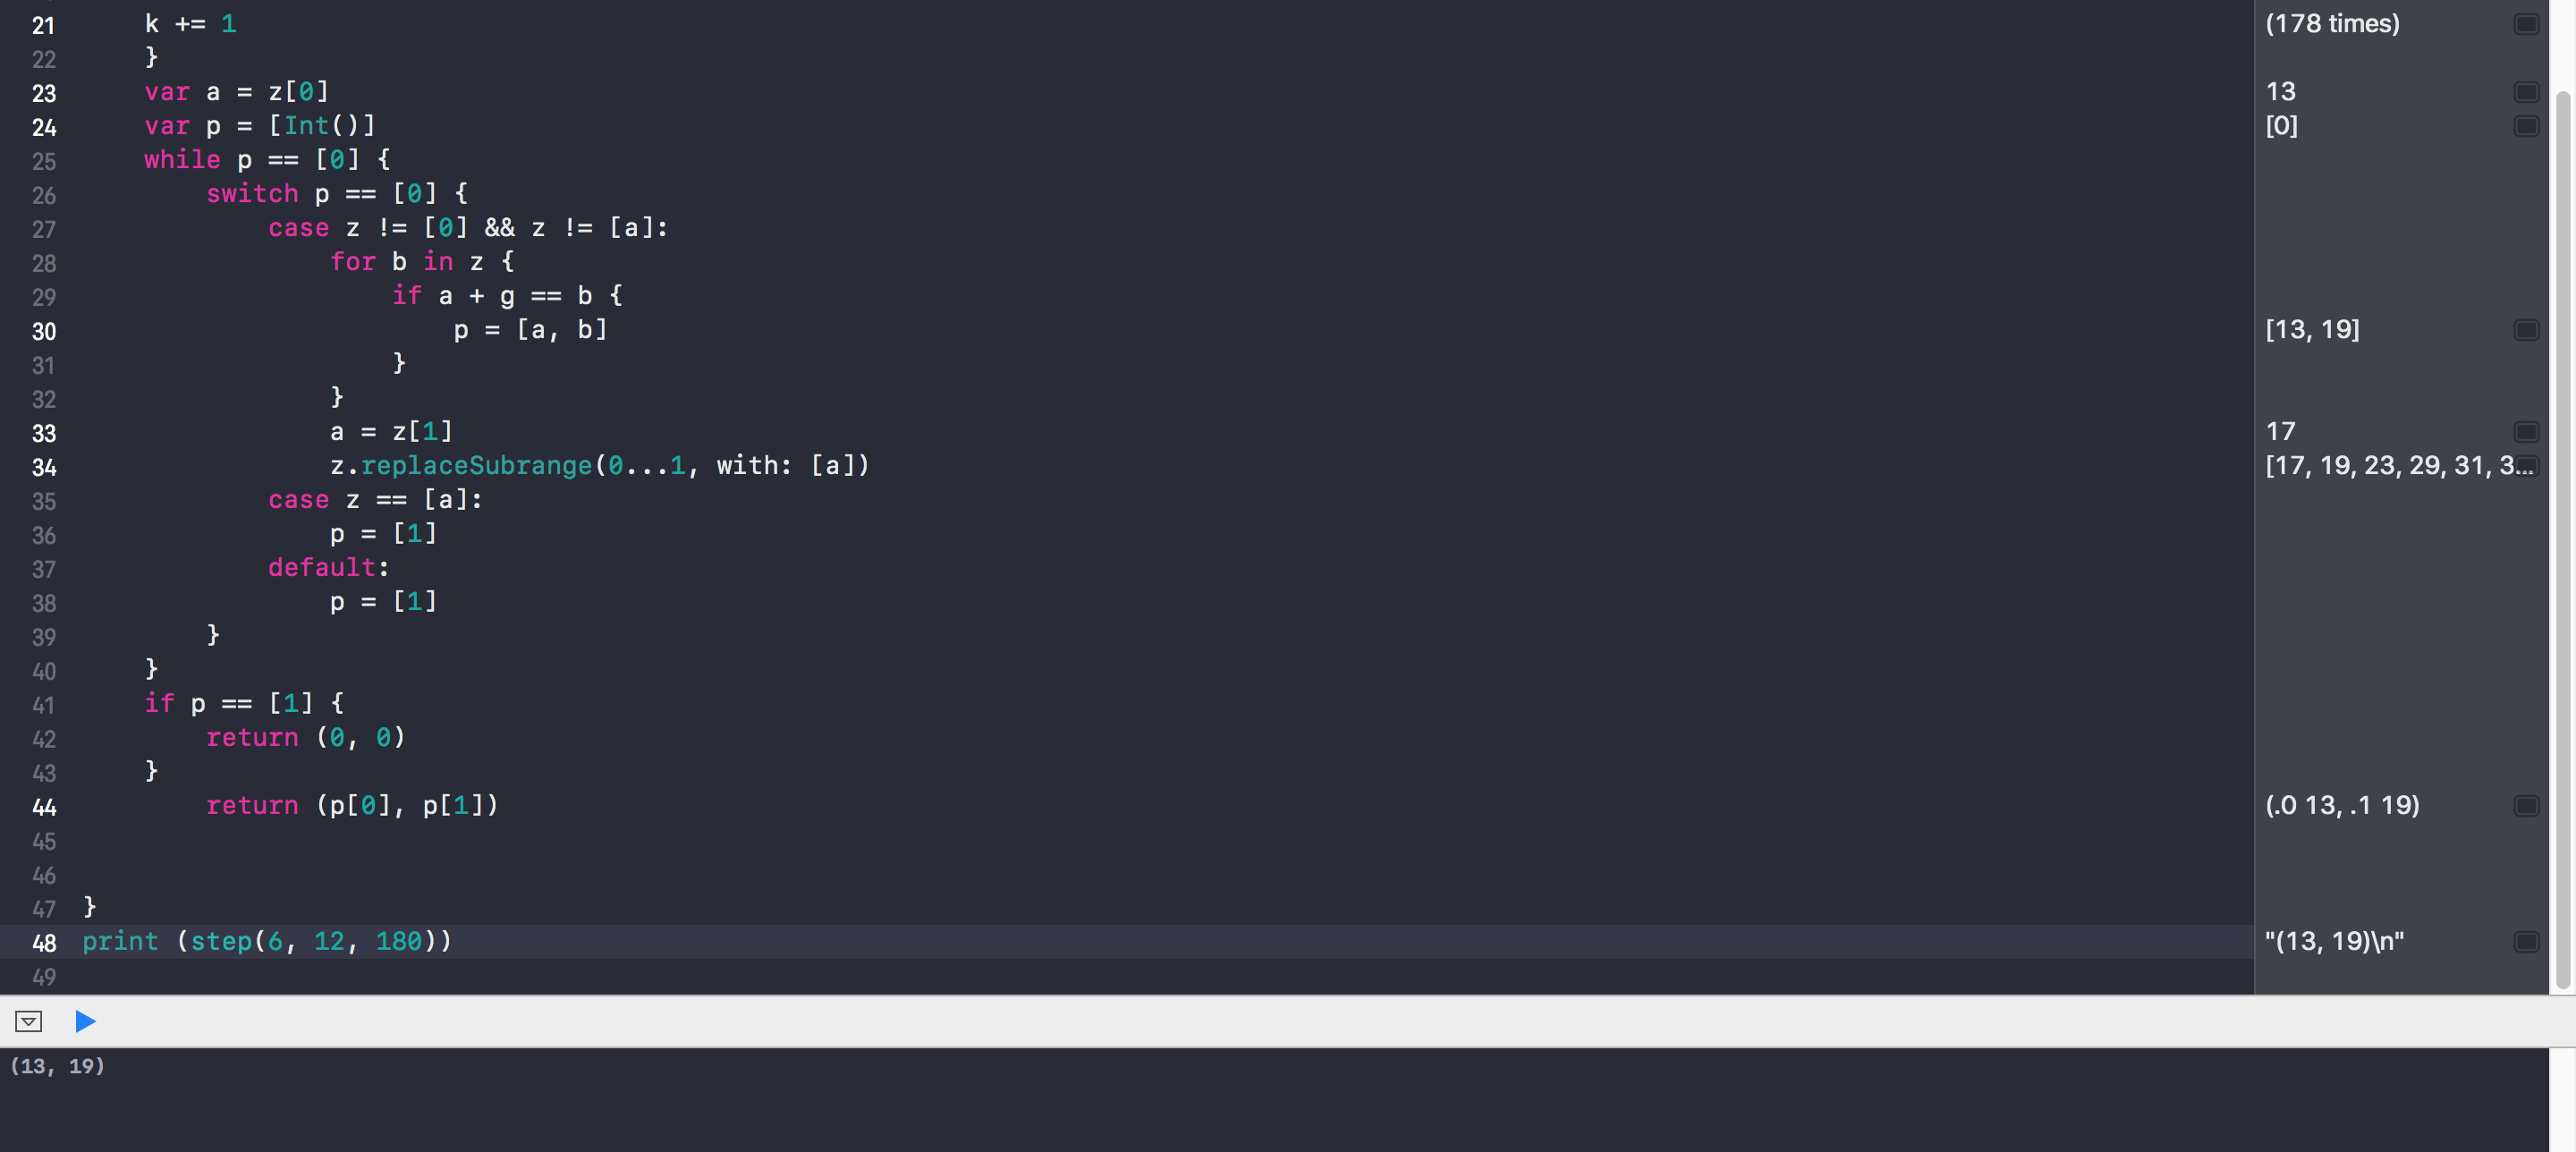 21 k += 1 (178 times)
22 }
23 var a = z[0] 13
24 var p = [Int()] [0]
25 while p == [0] {
26 switch p == [0] {
27 case z != [0] && z != [a]:
28 for b in z {
29 if a + g == b {
30 p = [a, b] [13, 19]
31 }
32 }
33 a = z[1] 17
34 z.replaceSubrange(0...1, with: [a]) [17, 19, 23, 29, 31, 3...
35 case z == [a]:
36 p = [1]
37 default:
38 p = [1]
39 }
40 }
41 if p == [1] {
42 return (0, 0)
43 }
44 return (p[0], p[1]) (.0 13, .1 19)
45
46
47 }
48 print (step(6, 12, 180)) "(13, 19)\n"
49
(13, 19)